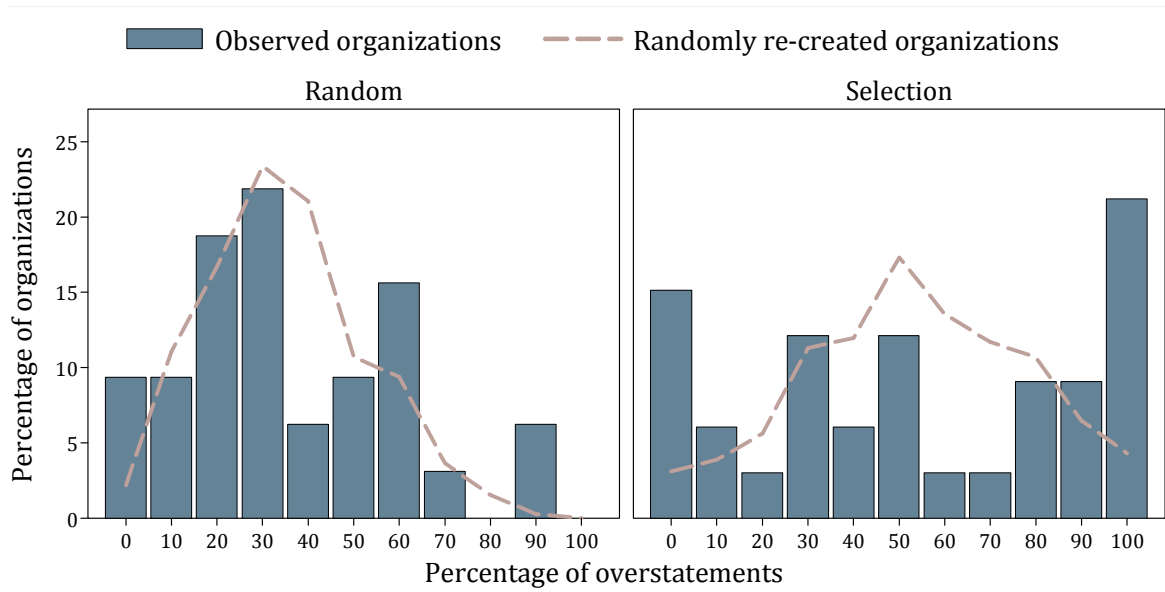 Observed organizations Randomly re-created organizations
Random Selection
Percentage of organizations
25
20
15
10
5
0
0 10 20 30 40 50 60 70 80 90 100
0 10 20 30 40 50 60 70 80 90 100
Percentage of overstatements